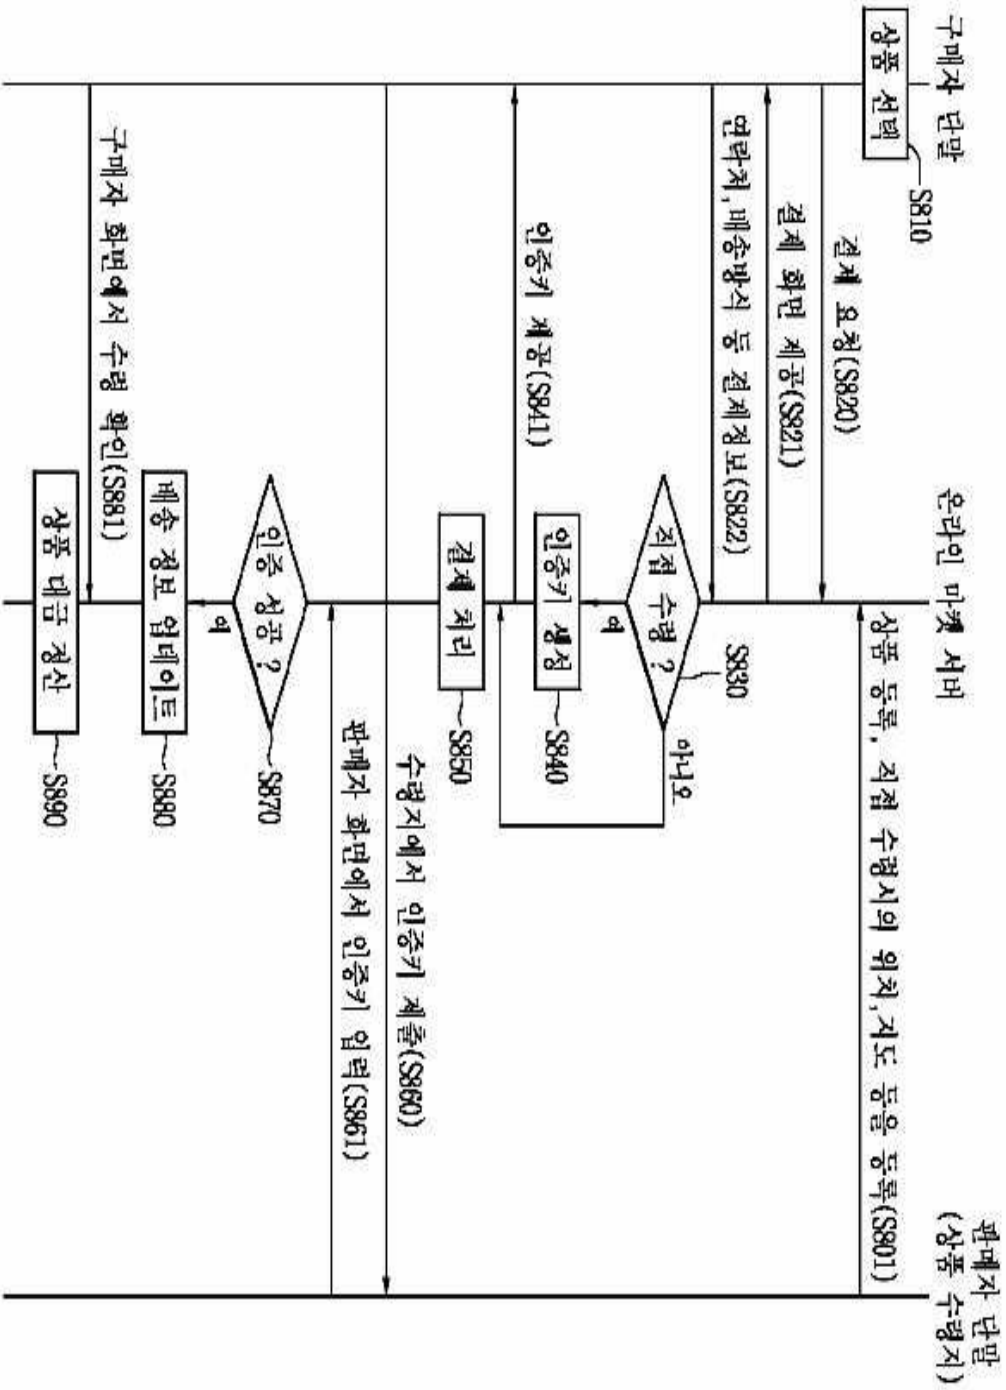 구매자 단말
온라인 마켓 서버
판매자 단말
(상품 수령지)
상품 선택
S810
상품 등록, 직접 수령시의 위치,지도 등을 등록(S801)
결제 요청(S820)
결제 화면 제공(S821)
연락처,배송방식 등 결제정보(S822)
직접 수령 ?
S830
아니오
예
인증키 생성
S840
인증키 제공(S841)
결제 처리
S850
수령지에서 인증키 제출(S860)
판매자 화면에서 인증키 입력(S861)
인증 성공 ?
S870
예
배송 정보 업데이트
S880
구매자 화면에서 수령 확인(S881)
상품 대금 정산
S890